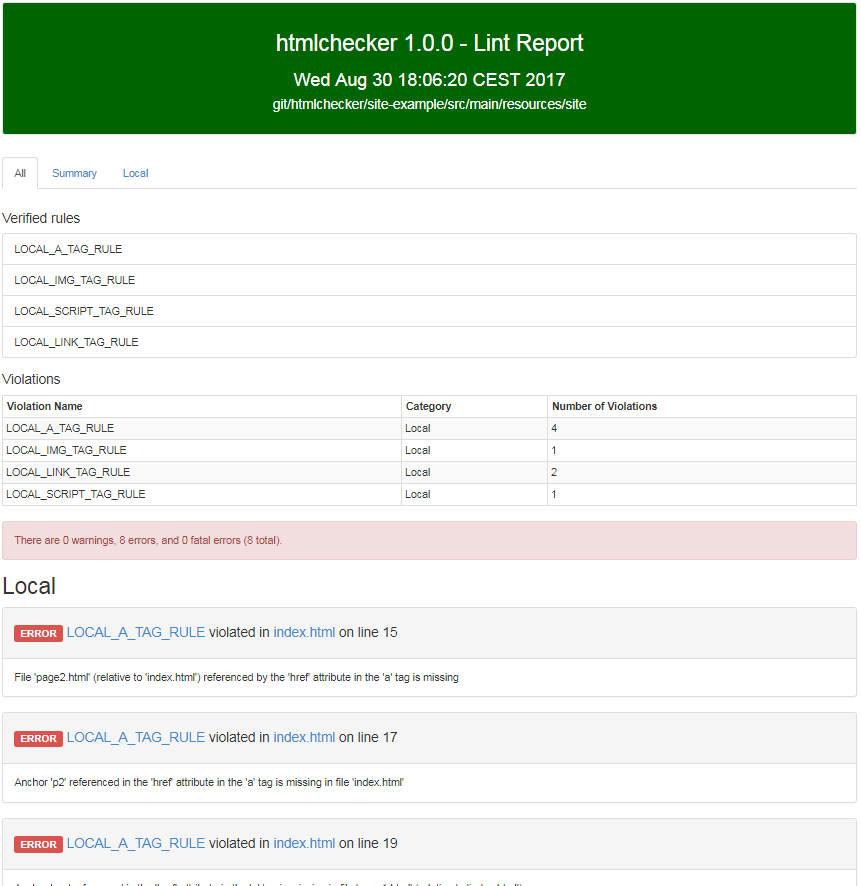 htmlchecker 1.0.0 - Lint Report
Wed Aug 30 18:06:20 CEST 2017
git/htmlchecker/site-example/src/main/resources/site
All Summary Local
Verified rules
LOCAL_A_TAG_RULE
LOCAL_IMG_TAG_RULE
LOCAL_SCRIPT_TAG_RULE
LOCAL_LINK_TAG_RULE
Violations
Violation Name Category Number of Violations
LOCAL_A_TAG_RULE Local 4
LOCAL_IMG_TAG_RULE Local 1
LOCAL_LINK_TAG_RULE Local 2
LOCAL_SCRIPT_TAG_RULE Local 1
There are 0 warnings, 8 errors, and 0 fatal errors (8 total).
Local
ERROR LOCAL_A_TAG_RULE violated in index.html on line 15
File 'page2.html' (relative to 'index.html') referenced by the 'href' attribute in the 'a' tag is missing
ERROR LOCAL_A_TAG_RULE violated in index.html on line 17
Anchor 'p2' referenced in the 'href' attribute in the 'a' tag is missing in file 'index.html'
ERROR LOCAL_A_TAG_RULE violated in index.html on line 19